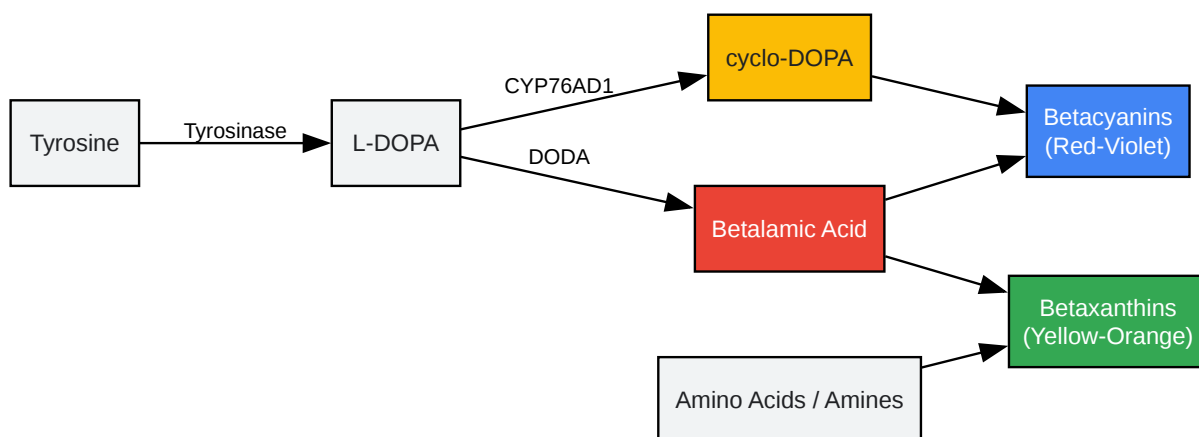 Tyrosine
Tyrosinase
L-DOPA
CYP76AD1
DODA
cyclo-DOPA
Betalamic Acid
Betacyanins
(Red-Violet)
Betaxanthins
(Yellow-Orange)
Amino Acids / Amines